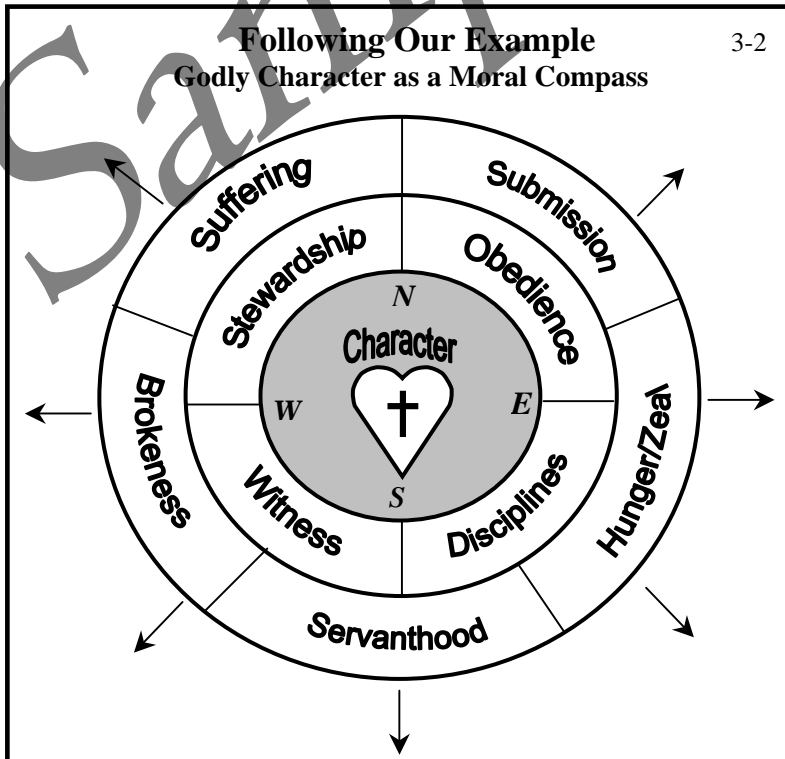 Following Our Example
3-2
Godly Character as a Moral Compass
Suffering
Submission
Stewardship
Obedience
N
Character
Brokeness
W
E
Hunger/Zeal
S
Witness
Disciplines
Servanthood